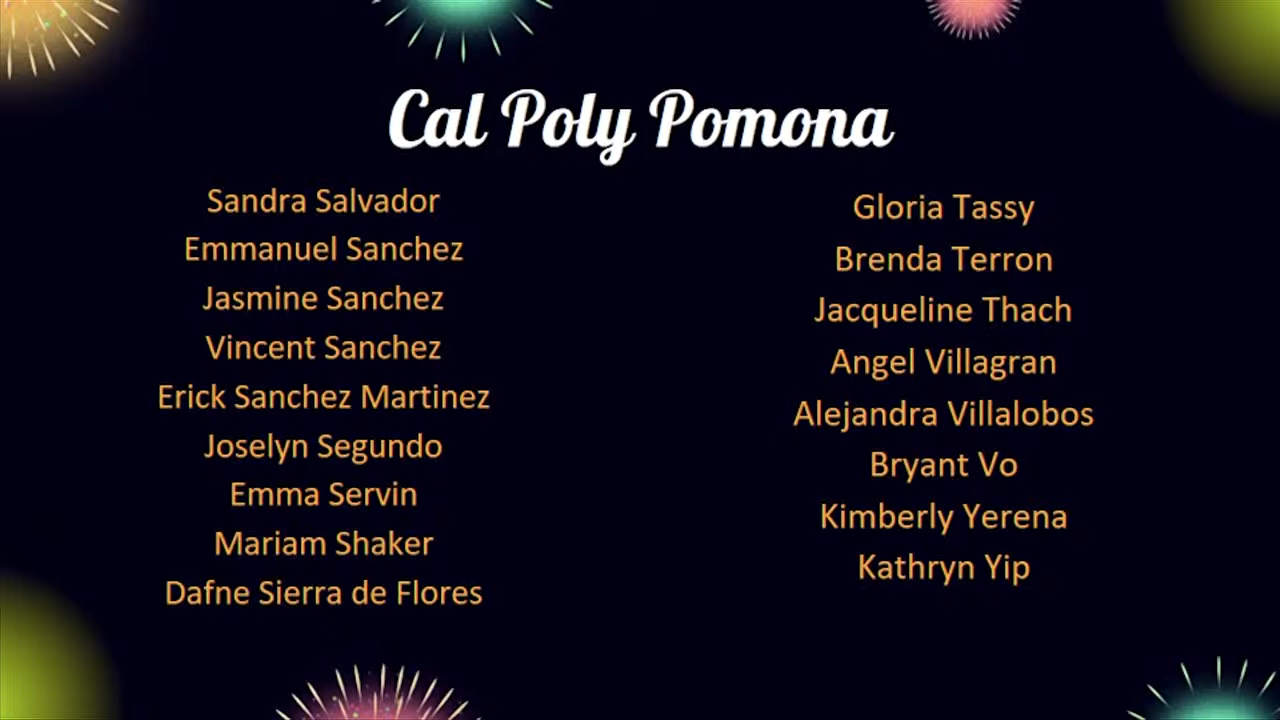 Cal Poly Pomona
Sandra Salvador
Emmanuel Sanchez
Jasmine Sanchez
Vincent Sanchez
Erick Sanchez Martinez
Joselyn Segundo
Emma Servin
Mariam Shaker
Dafne Sierra de Flores
Gloria Tassy
Brenda Terron
Jacqueline Thach
Angel Villagran
Alejandra Villalobos
Bryant Vo
Kimberly Yerena
Kathryn Yip